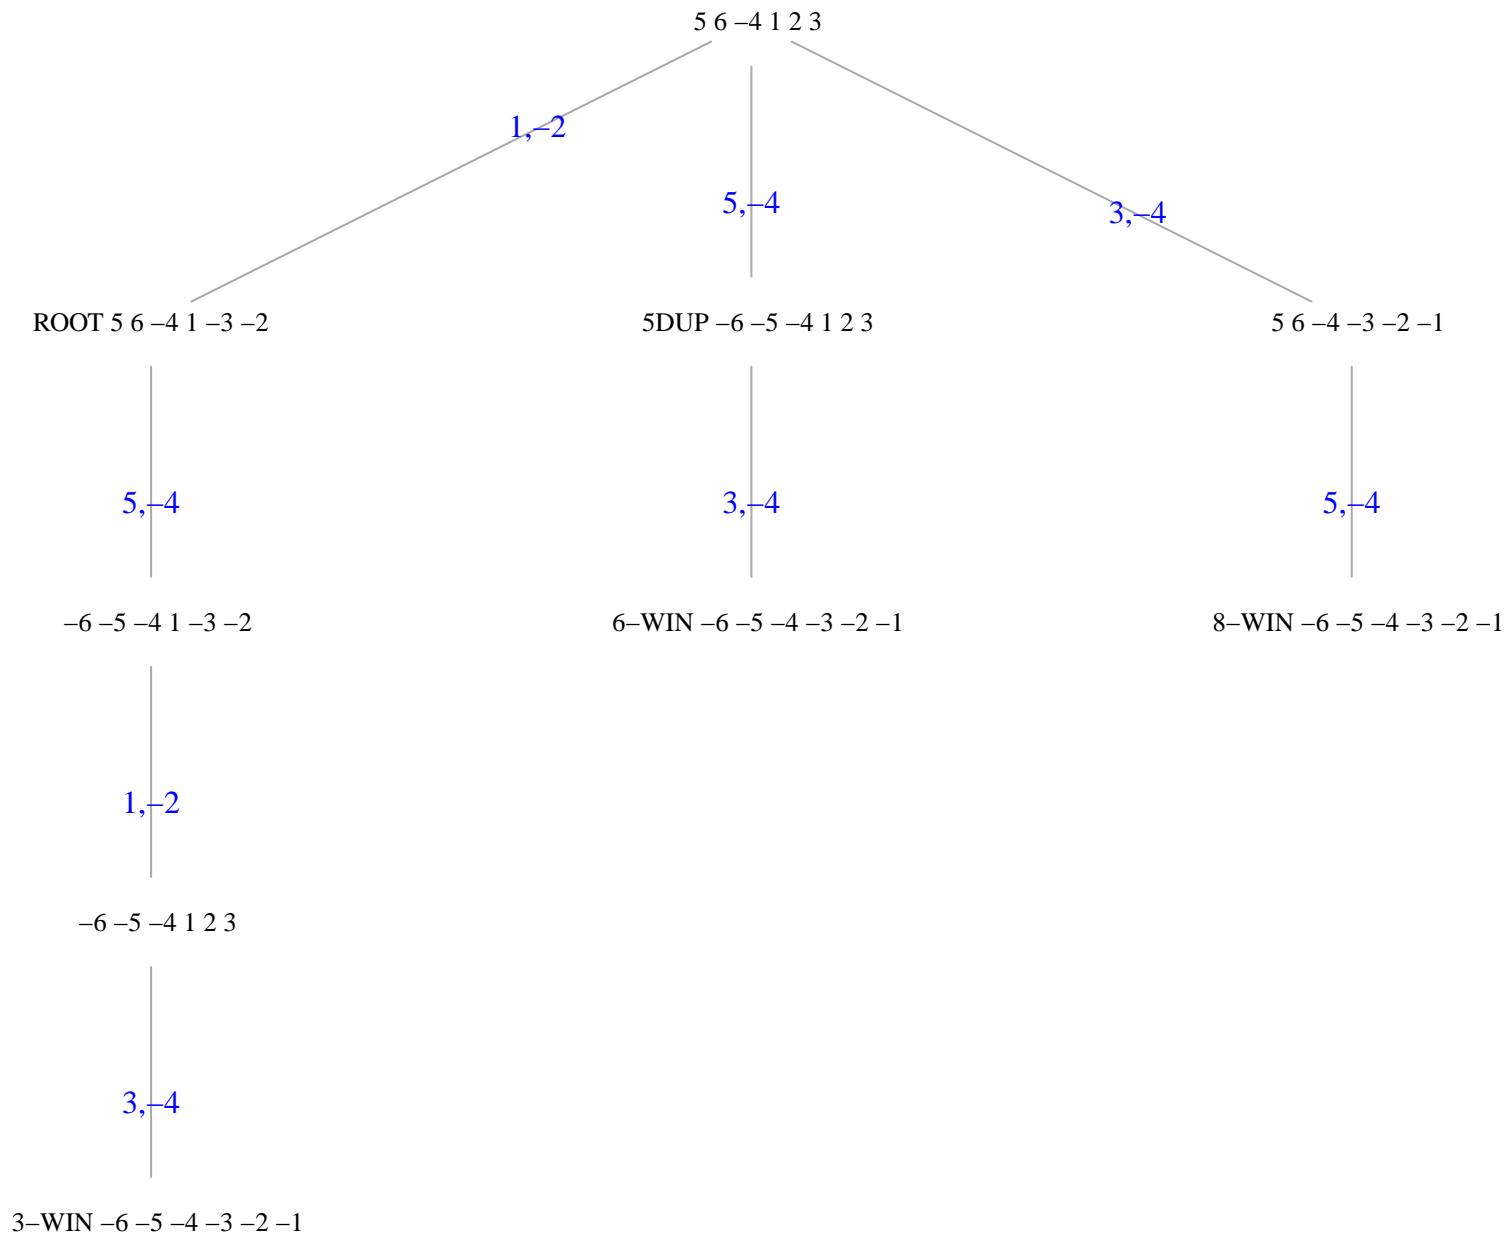 5 6 –4 1 2 3
1,–2
5,–4
3,–4
ROOT 5 6 –4 1 –3 –2
5DUP –6 –5 –4 1 2 3
5 6 –4 –3 –2 –1
5,–4
3,–4
5,–4
–6 –5 –4 1 –3 –2
6–WIN –6 –5 –4 –3 –2 –1
8–WIN –6 –5 –4 –3 –2 –1
1,–2
–6 –5 –4 1 2 3
3,–4
3–WIN –6 –5 –4 –3 –2 –1